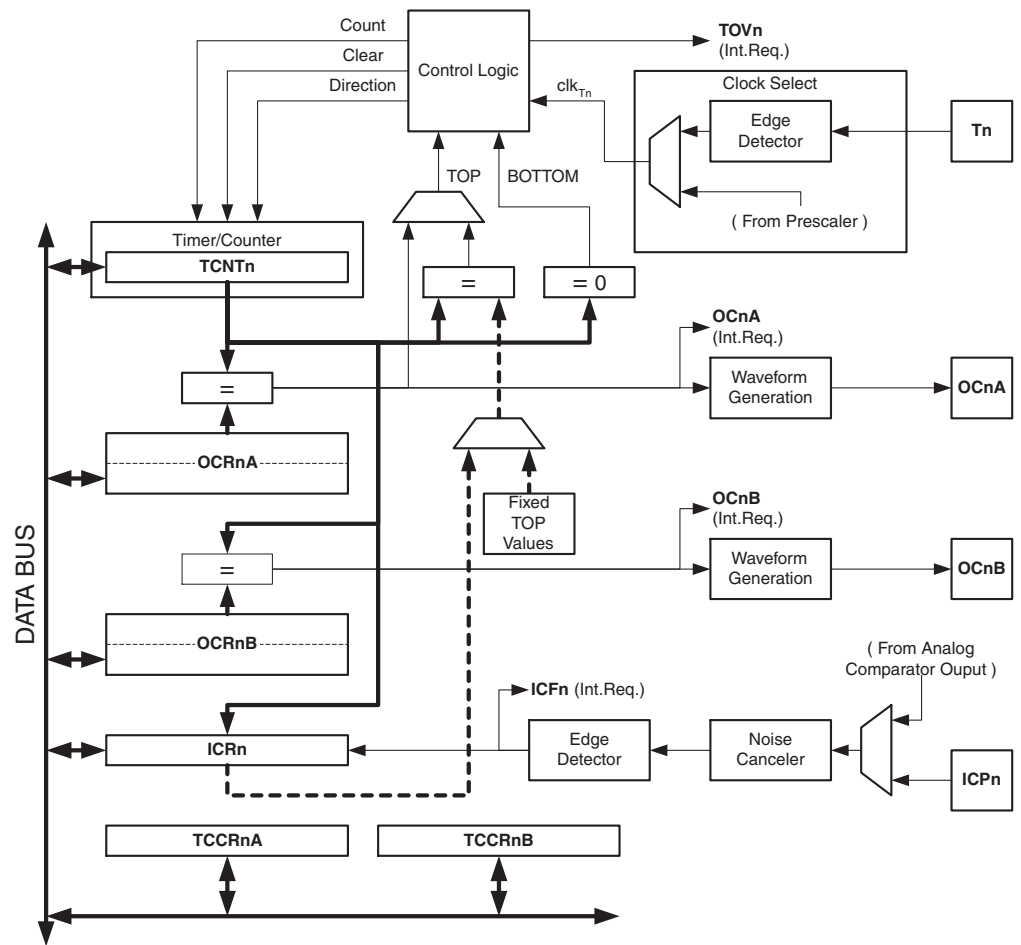 Count
Clear
Direction
Control Logic
TOVn
(Int.Req.)
clkTn
Clock Select
Edge
Detector
Tn
( From Prescaler )
TOP
BOTTOM
Timer/Counter
TCNTn
=
= 0
=
OCRnA
OCnA
(Int.Req.)
Waveform
Generation
OCnA
Fixed
TOP
Values
=
OCRnB
OCnB
(Int.Req.)
Waveform
Generation
OCnB
DATA BUS
( From Analog
Comparator Ouput )
ICFn (Int.Req.)
ICRn
Edge
Detector
Noise
Canceler
ICPn
TCCRnA
TCCRnB